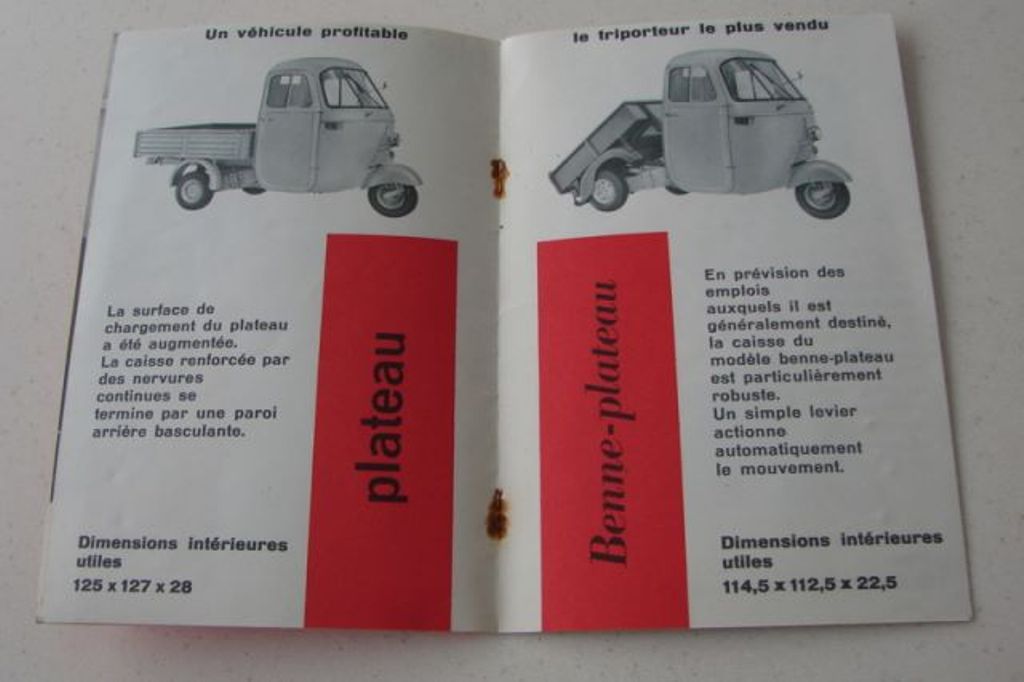 Un véhicule profitable
La surface de
chargement du plateau
a été augmentée.
La caisse renforcée par
des nervures
continues se
termine par une paroi
arrière basculante.
plateau
Dimensions intérieures
utiles
125 x 127 x 28
le triporteur le plus vendu
Benne-plateau
En prévision des
emplois
auxquels il est
généralement destiné,
la caisse du
modèle benne-plateau
est particulièrement
robuste.
Un simple levier
actionne
automatiquement
le mouvement.
Dimensions intérieures
utiles
114,5 x 112,5 x 22,5